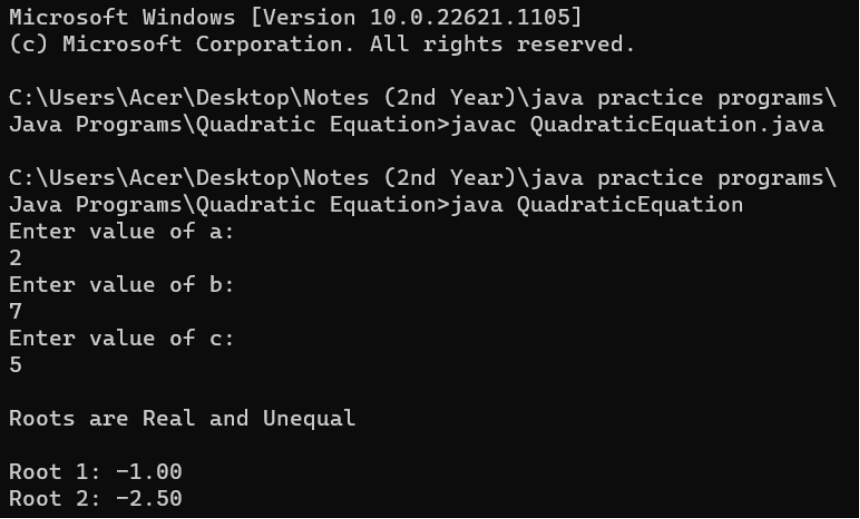 Microsoft Windows [Version 10.0.22621.1105]
(c) Microsoft Corporation. All rights reserved.
C:\Users\Acer\Desktop\Notes (2nd Year)\java practice programs\
Java Programs\Quadratic Equation>javac QuadraticEquation.java
C:\Users\Acer\Desktop\Notes (2nd Year)\java practice programs\
Java Programs\Quadratic Equation>java QuadraticEquation
Enter value of a:
2
Enter value of b:
7
Enter value of c:
5
Roots are Real and Unequal
Root 1: -1.00
Root 2: -2.50